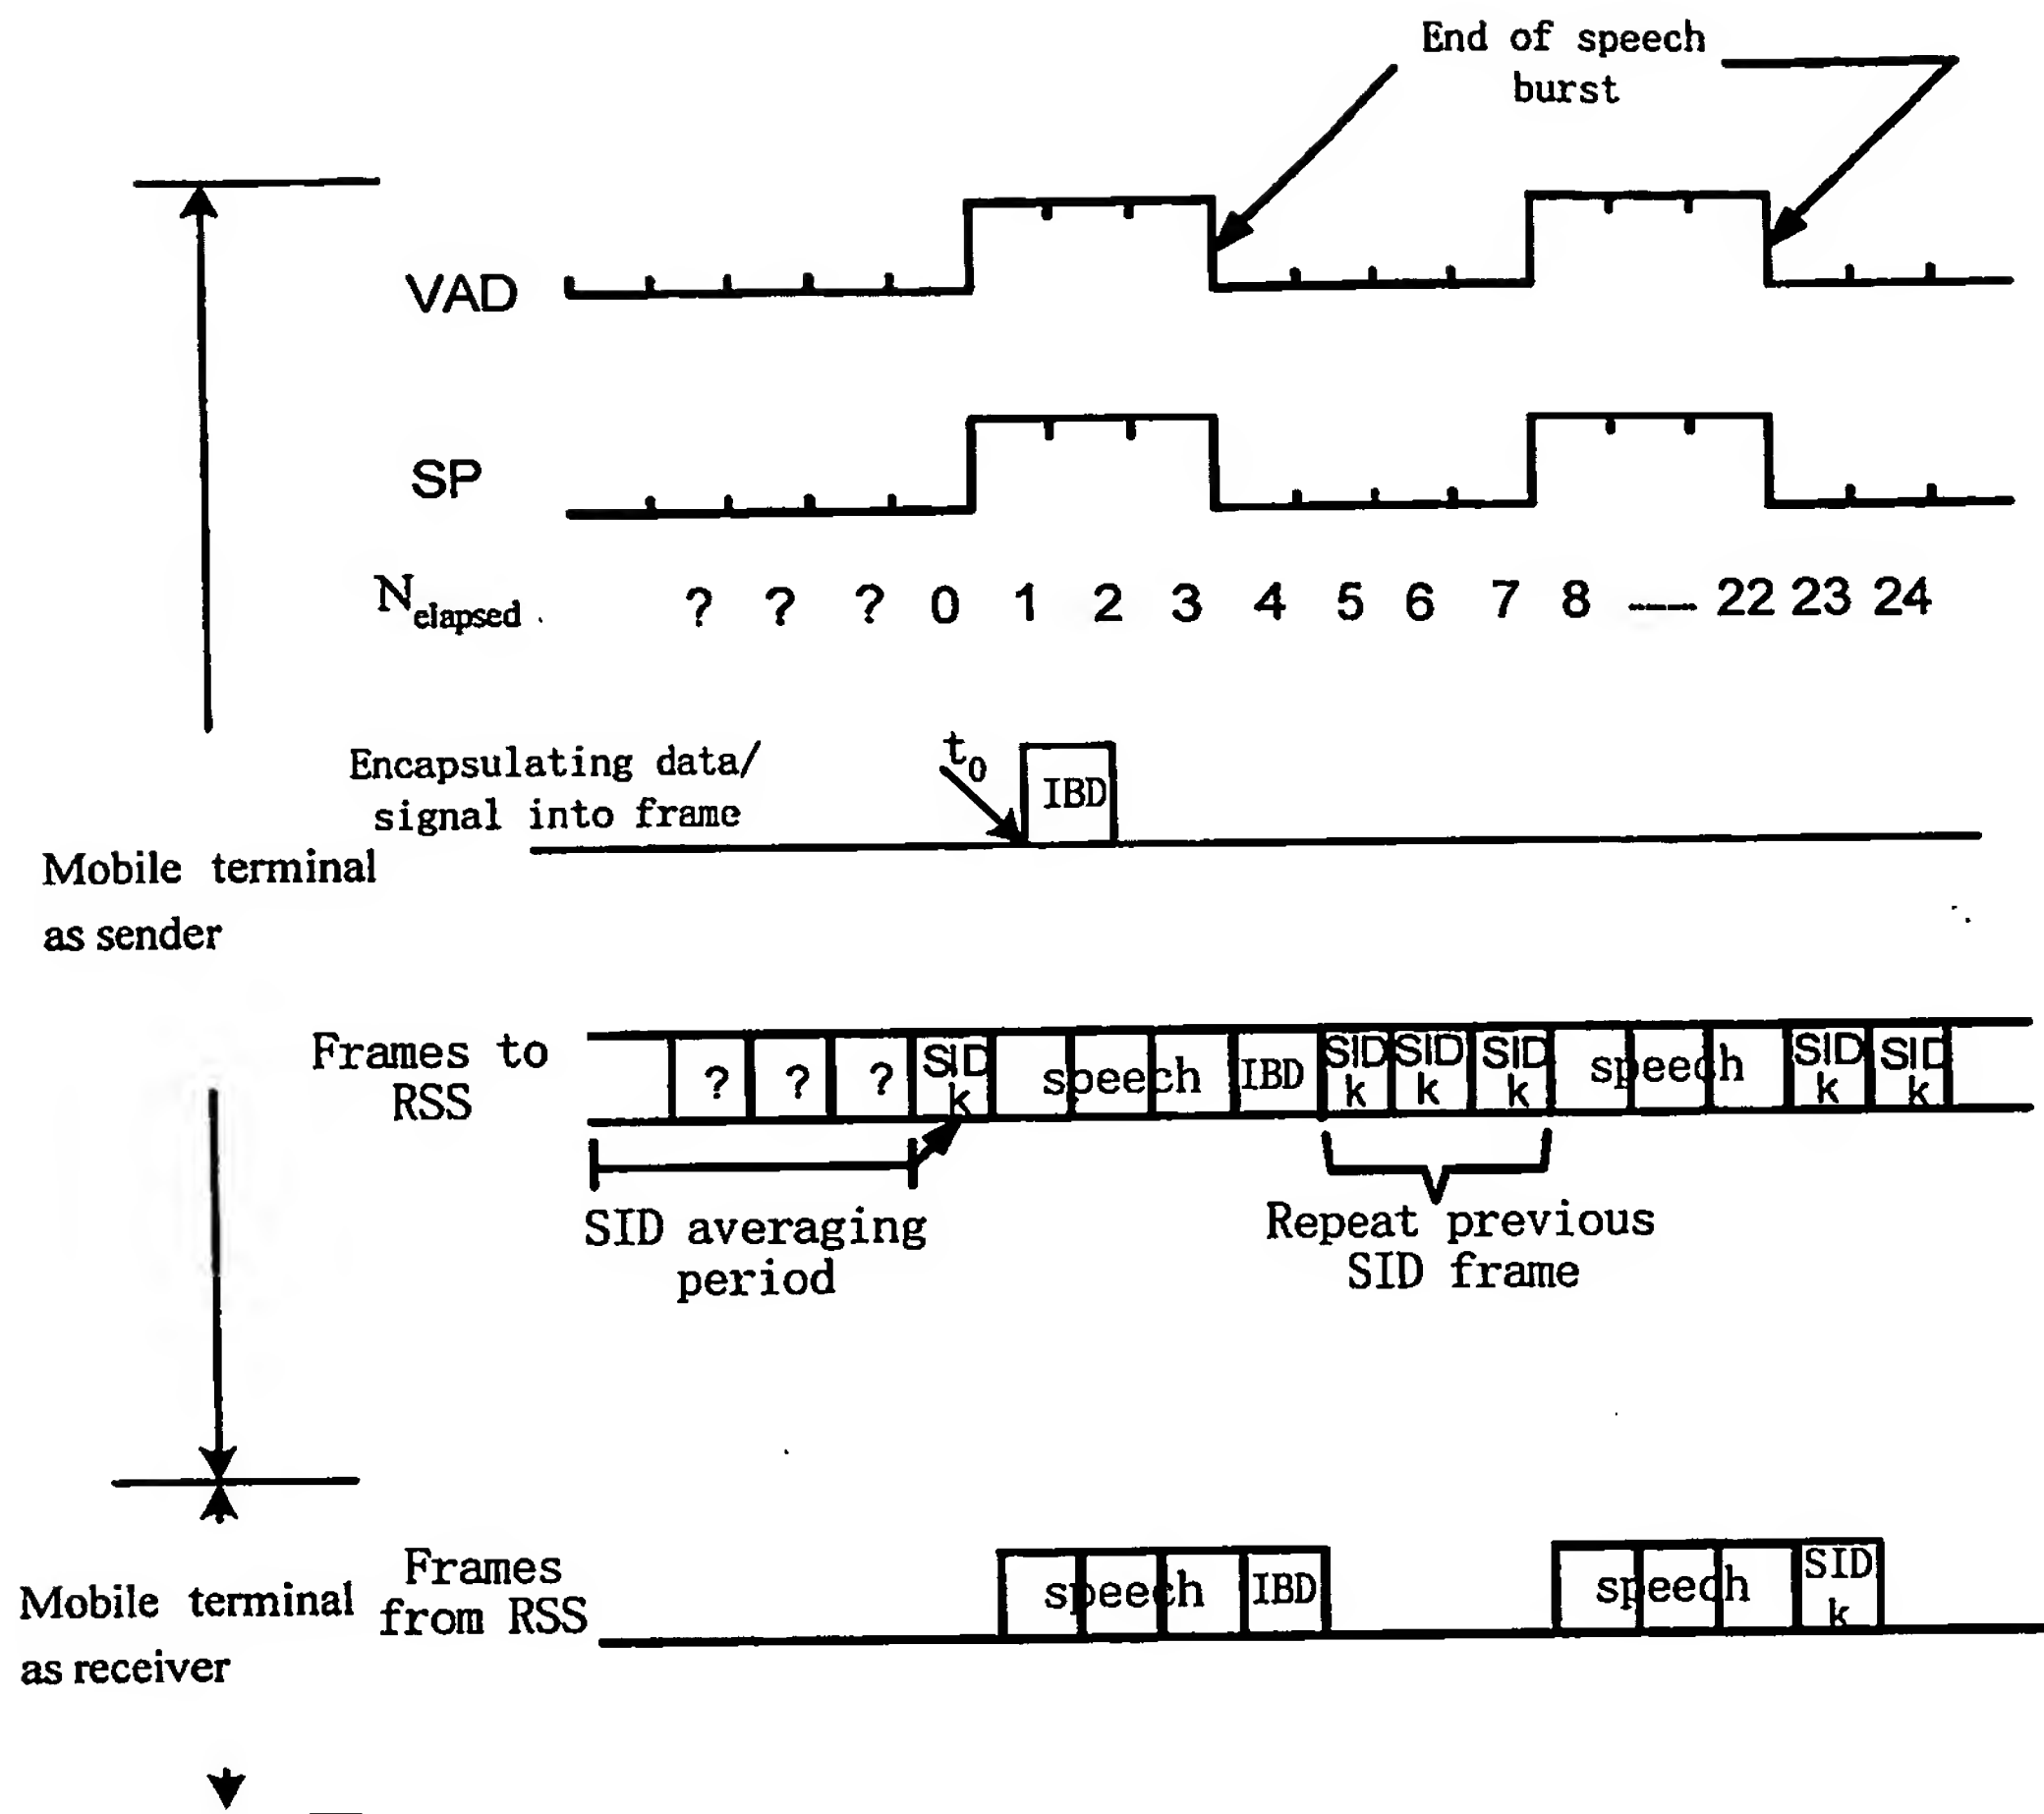 End of speech
burst
VAD
SP
Nelapsed ? ? ? 0 1 2 3 4 5 6 7 8 ---- 22 23 24
Encapsulating data/
signal into frame
t0
IBD
Mobile terminal
as sender
Frames to
RSS
? ? ? SID k speech IBD SID k SID k SID k speech SID k SID k
SID averaging
period
Repeat previous
SID frame
Mobile terminal
as receiver
Frames
from RSS
speech IBD speech SID k